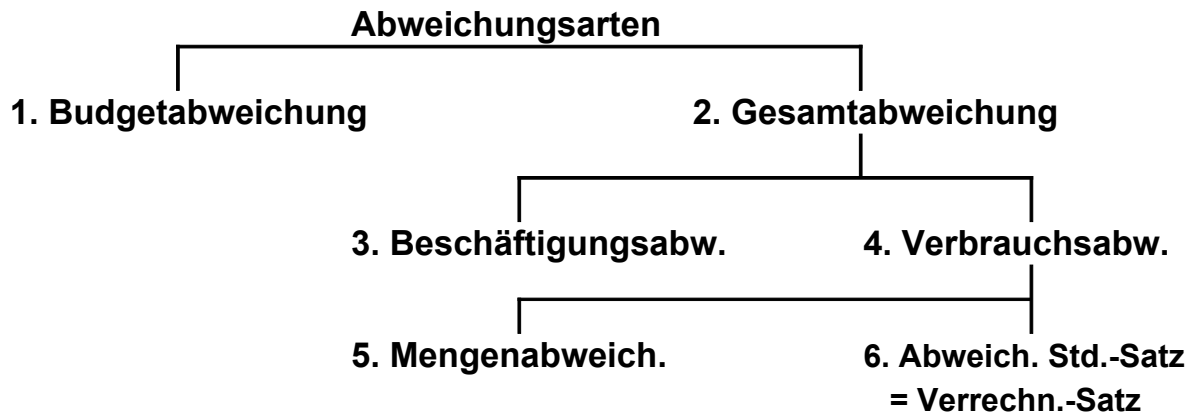 Abweichungsarten
1. Budgetabweichung
2. Gesamtabweichung
3. Beschäftigungsabw.
4. Verbrauchsabw.
5. Mengenabweich.
6. Abweich. Std.-Satz
= Verrechn.-Satz